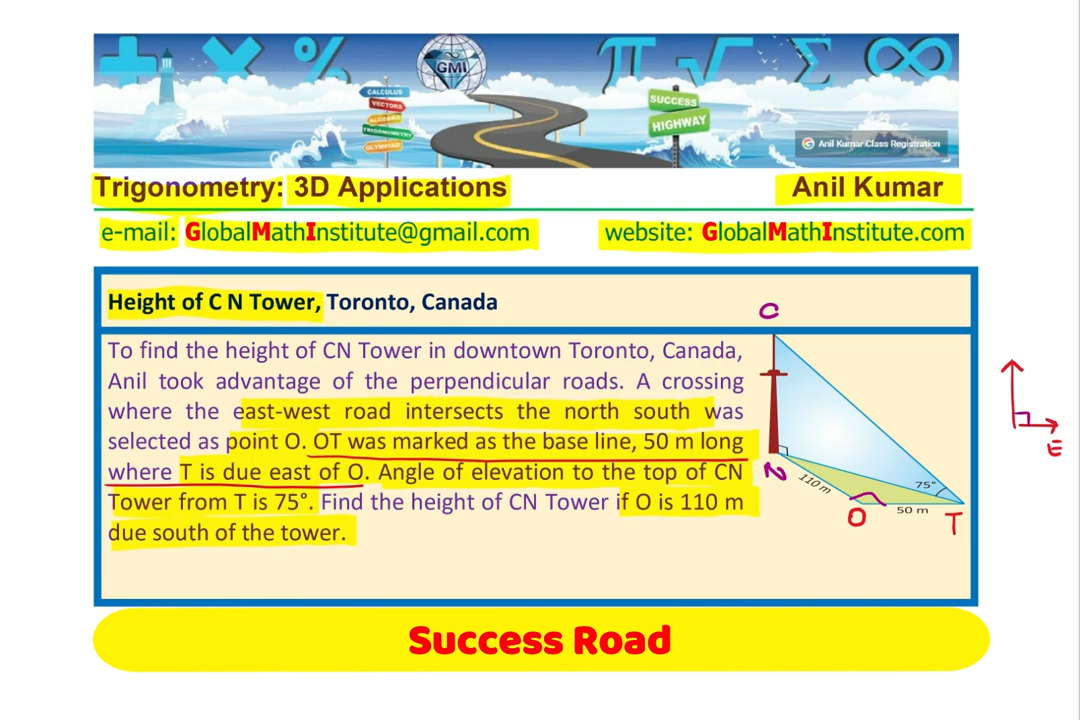 GMI
CALCULUS
VECTORS
ALGEBRA
TRIGONOMETRY
OLYMPIAD
SUCCESS
HIGHWAY
Anil Kumar Class Registration
Trigonometry: 3D Applications
Anil Kumar
e-mail: GlobalMathInstitute@gmail.com
website: GlobalMathInstitute.com
Height of C N Tower, Toronto, Canada
To find the height of CN Tower in downtown Toronto, Canada,
Anil took advantage of the perpendicular roads. A crossing
where the east-west road intersects the north south was
selected as point O. OT was marked as the base line, 50 m long
where T is due east of O. Angle of elevation to the top of CN
Tower from T is 75°. Find the height of CN Tower if O is 110 m
due south of the tower.
C
N
110 m
O
50 m
T
75°
E
Success Road